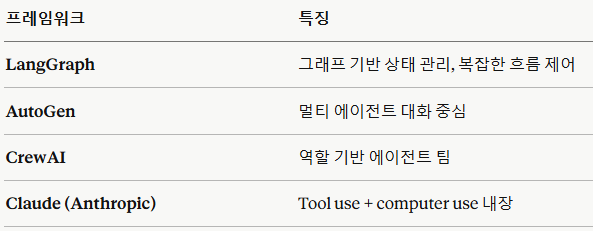 프레임워크 특징
LangGraph 그래프 기반 상태 관리, 복잡한 흐름 제어
AutoGen 멀티 에이전트 대화 중심
CrewAI 역할 기반 에이전트 팀
Claude (Anthropic) Tool use + computer use 내장